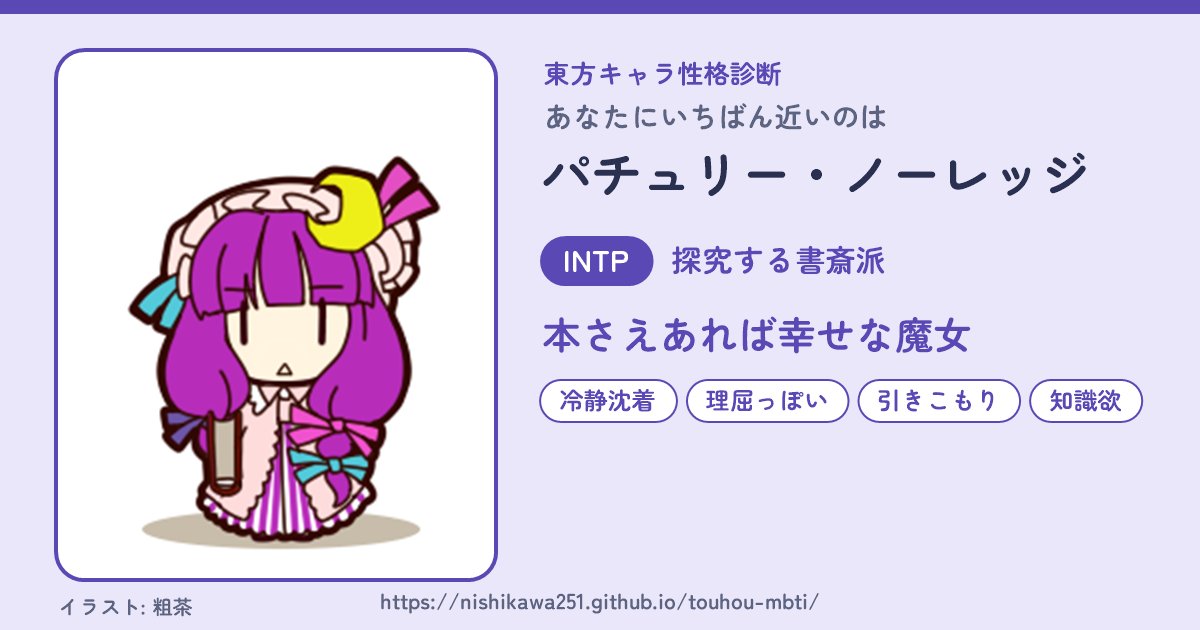 東方キャラ性格診断
あなたにいちばん近いのは
パチュリー・ノーレッジ
INTP 探究する書斎派
本さえあれば幸せな魔女
冷静沈着 理屈っぽい 引きこもり 知識欲
イラスト: 粗茶
https://nishikawa251.github.io/touhou-mbti/